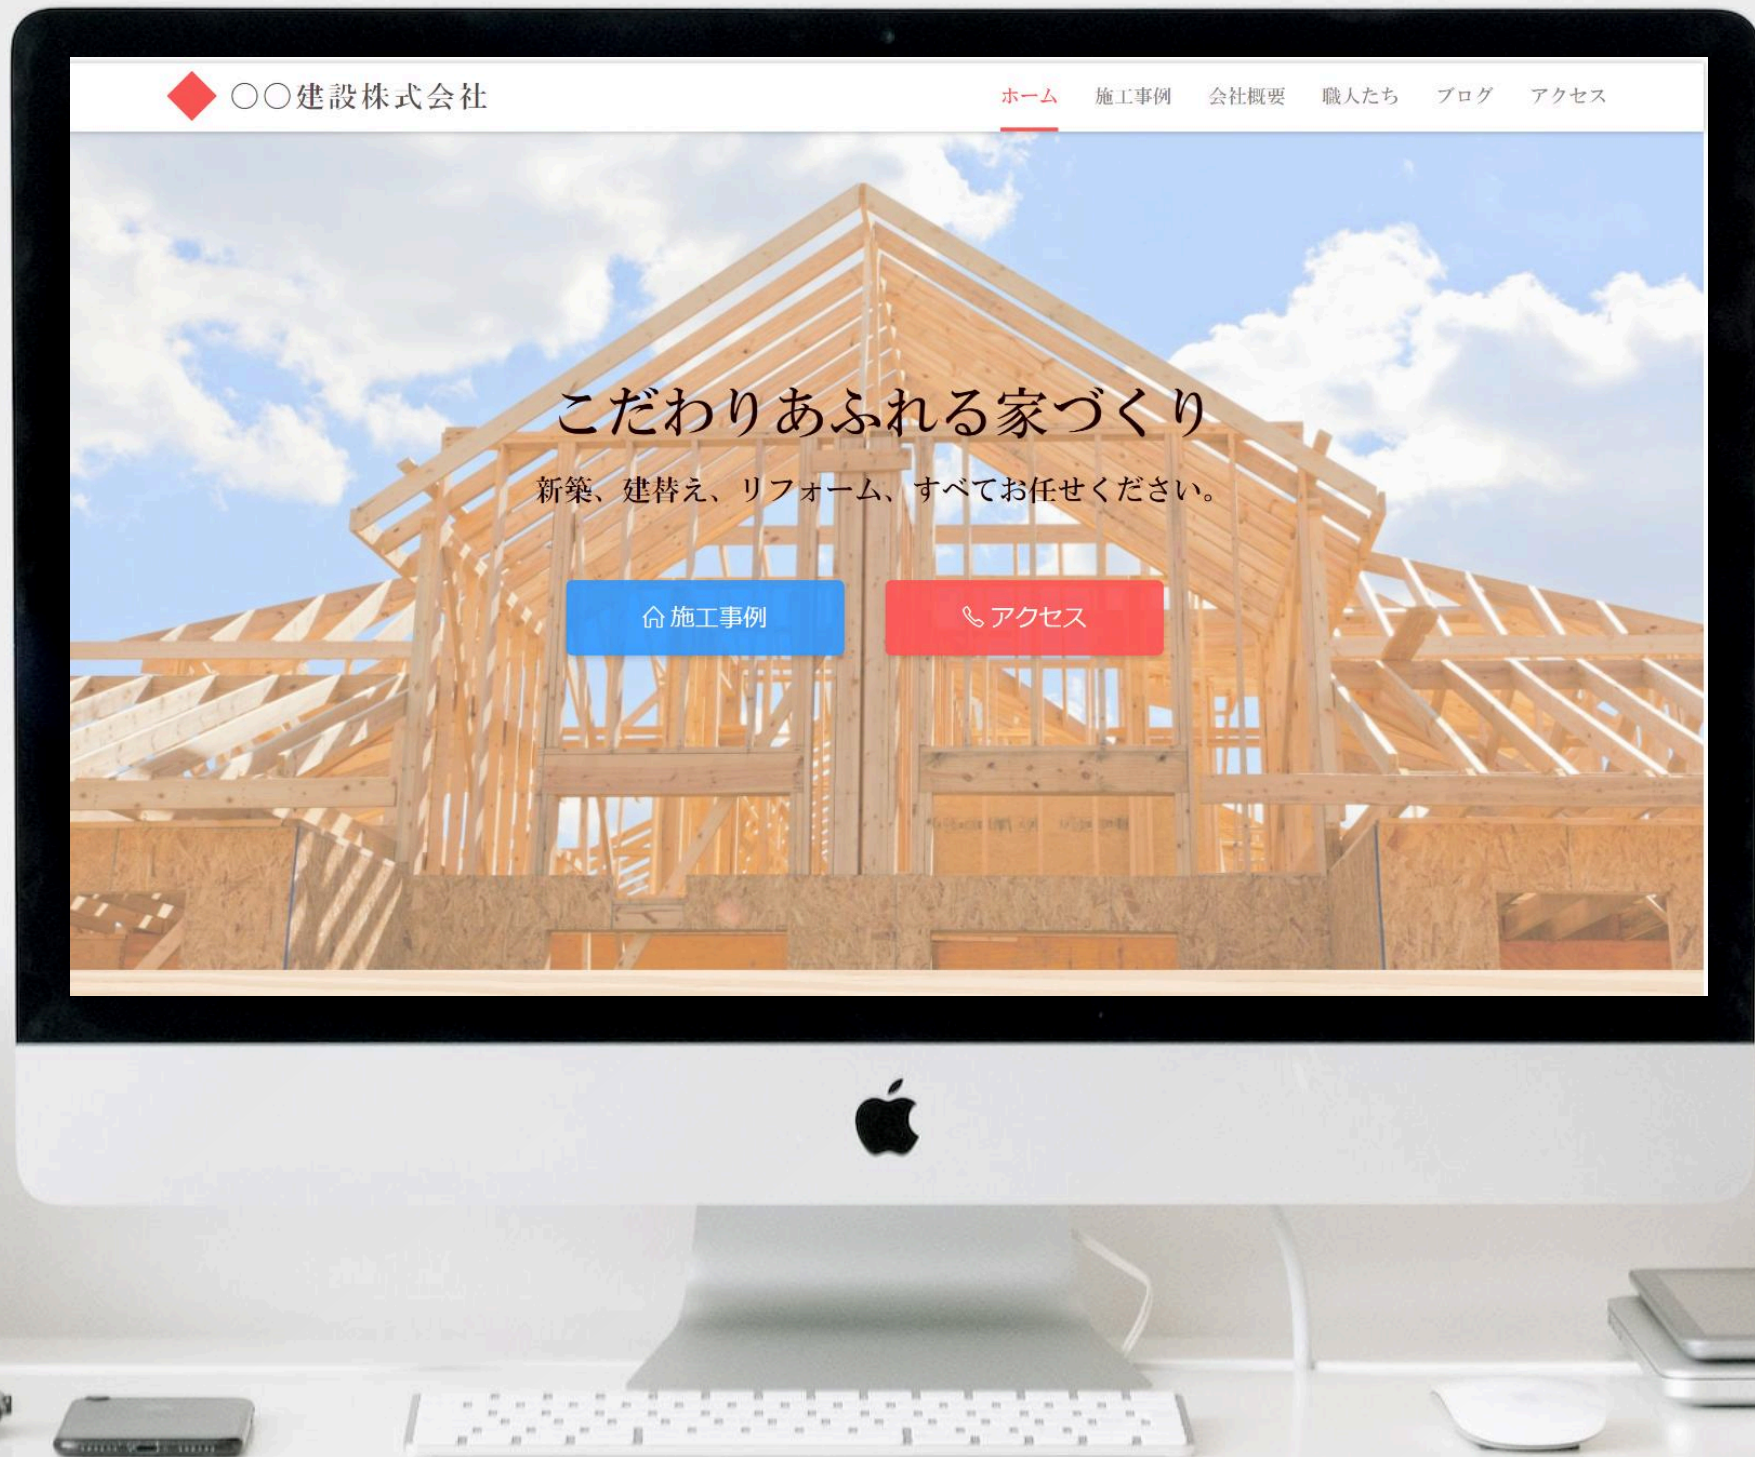 〇〇建設株式会社
ホーム 施工事例 会社概要 職人たち ブログ アクセス
こだわりあふれる家づくり
新築、建替え、リフォーム、すべてお任せください。
施工事例 アクセス